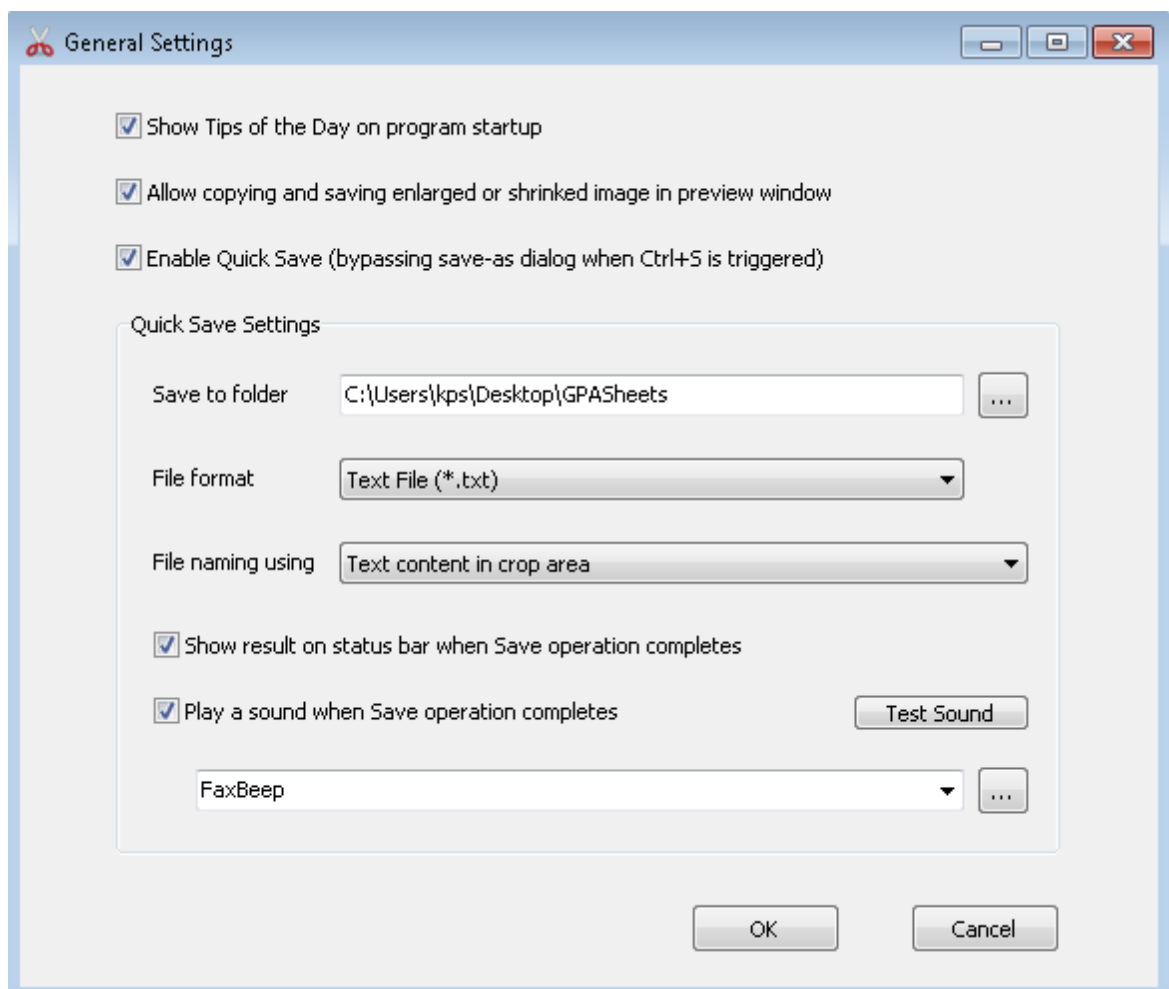 General Settings
Show Tips of the Day on program startup
Allow copying and saving enlarged or shrinked image in preview window
Enable Quick Save (bypassing save-as dialog when Ctrl+S is triggered)
Quick Save Settings
Save to folder C:\Users\kps\Desktop\GPASheets ...
File format Text File (*.txt)
File naming using Text content in crop area
Show result on status bar when Save operation completes
Play a sound when Save operation completes Test Sound
FaxBeep ...
OK Cancel